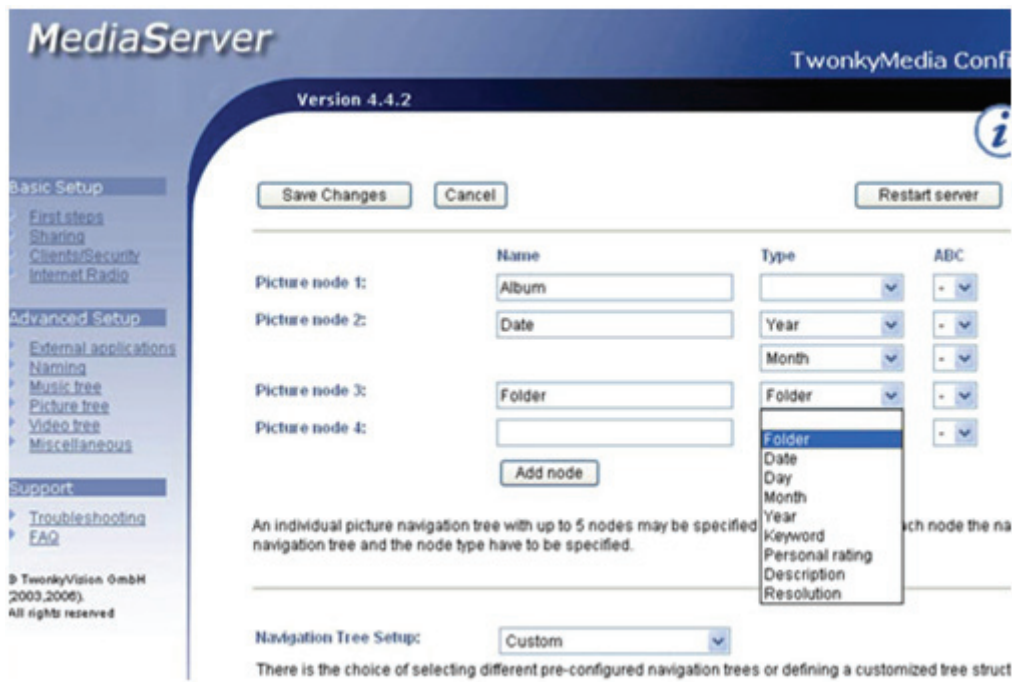 MediaServer
TwonkyMedia Confi
Version 4.4.2
i
Basic Setup
First steps
Sharing
Clients/Security
Internet Radio
Advanced Setup
External applications
Naming
Music tree
Picture tree
Video tree
Miscellaneous
Support
Troubleshooting
FAQ
© TwonkyVision GmbH
(2003,2006).
All rights reserved
Save Changes Cancel Restart server
Name Type ABC
Picture node 1: Album -
Picture node 2: Date Year -
Month -
Picture node 3: Folder Folder -
Picture node 4: -
Folder
Date
Day
Month
Year
Keyword
Personal rating
Description
Resolution
Add node
An individual picture navigation tree with up to 5 nodes may be specified ch node the na
navigation tree and the node type have to be specified.
Navigation Tree Setup: Custom
There is the choice of selecting different pre-configured navigation trees or defining a customized tree struct